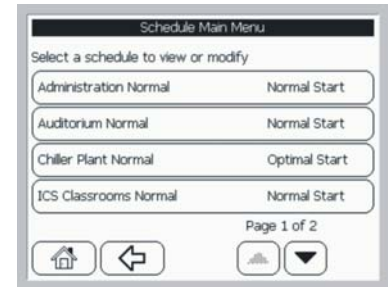 Schedule Main Menu
Select a schedule to view or modify
Administration Normal Normal Start
Auditorium Normal Normal Start
Chiller Plant Normal Optimal Start
ICS Classrooms Normal Normal Start
Page 1 of 2